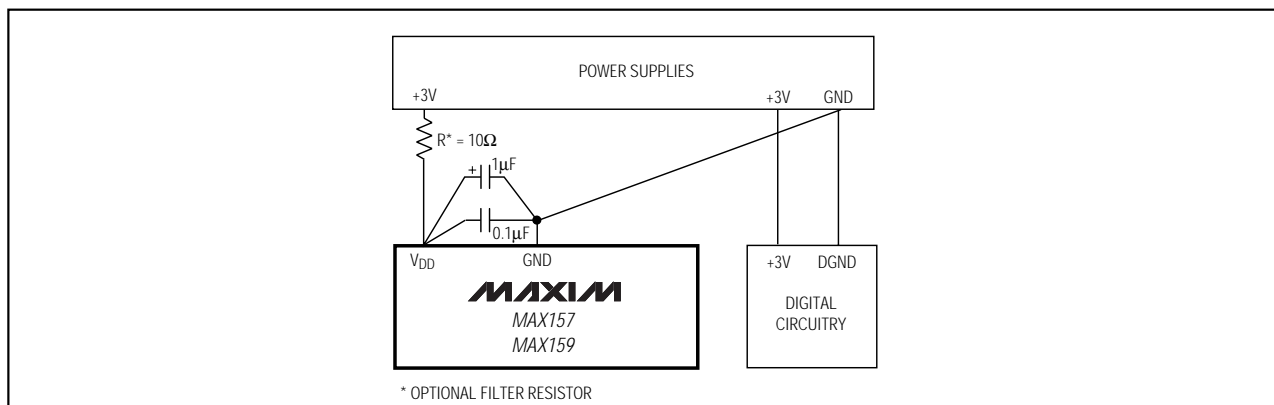 POWER SUPPLIES
+3V +3V GND
R* = 10Ω
+ 1μF
0.1μF
VDD GND
MAXIM
MAX157
MAX159
+3V DGND
DIGITAL
CIRCUITRY
* OPTIONAL FILTER RESISTOR